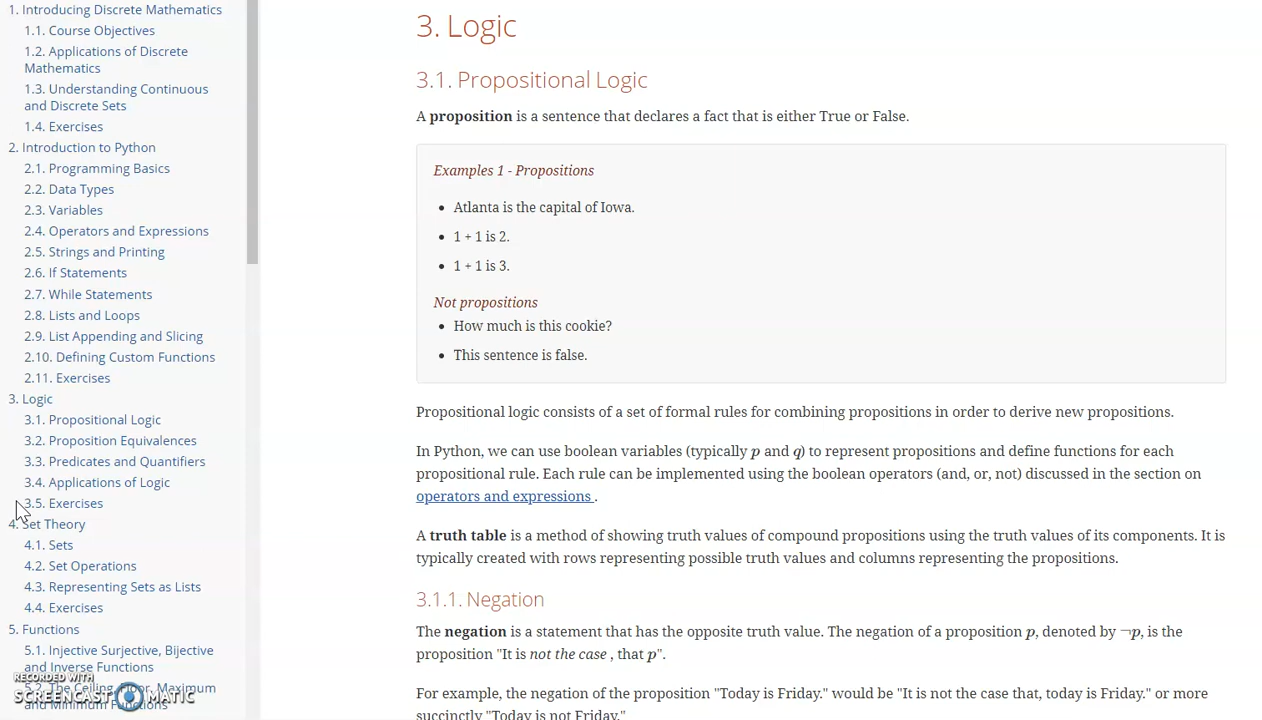 1. Introducing Discrete Mathematics
1.1. Course Objectives
1.2. Applications of Discrete
Mathematics
1.3. Understanding Continuous
and Discrete Sets
1.4. Exercises
2. Introduction to Python
2.1. Programming Basics
2.2. Data Types
2.3. Variables
2.4. Operators and Expressions
2.5. Strings and Printing
2.6. If Statements
2.7. While Statements
2.8. Lists and Loops
2.9. List Appending and Slicing
2.10. Defining Custom Functions
2.11. Exercises
3. Logic
3.1. Propositional Logic
3.2. Proposition Equivalences
3.3. Predicates and Quantifiers
3.4. Applications of Logic
3.5. Exercises
4. Set Theory
4.1. Sets
4.2. Set Operations
4.3. Representing Sets as Lists
4.4. Exercises
5. Functions
5.1. Injective Surjective, Bijective
and Inverse Functions
5.2. The Ceiling, Floor, Maximum
and Minimum Functions
RECORDED WITH
SCREENCAST MATIC
3. Logic
3.1. Propositional Logic
A proposition is a sentence that declares a fact that is either True or False.
Examples 1 - Propositions
• Atlanta is the capital of Iowa.
• 1 + 1 is 2.
• 1 + 1 is 3.
Not propositions
• How much is this cookie?
• This sentence is false.
Propositional logic consists of a set of formal rules for combining propositions in order to derive new propositions.
In Python, we can use boolean variables (typically p and q) to represent propositions and define functions for each
propositional rule. Each rule can be implemented using the boolean operators (and, or, not) discussed in the section on
operators and expressions .
A truth table is a method of showing truth values of compound propositions using the truth values of its components. It is
typically created with rows representing possible truth values and columns representing the propositions.
3.1.1. Negation
The negation is a statement that has the opposite truth value. The negation of a proposition p, denoted by ¬p, is the
proposition "It is not the case , that p".
For example, the negation of the proposition "Today is Friday." would be "It is not the case that, today is Friday." or more
succinctly "Today is not Friday."